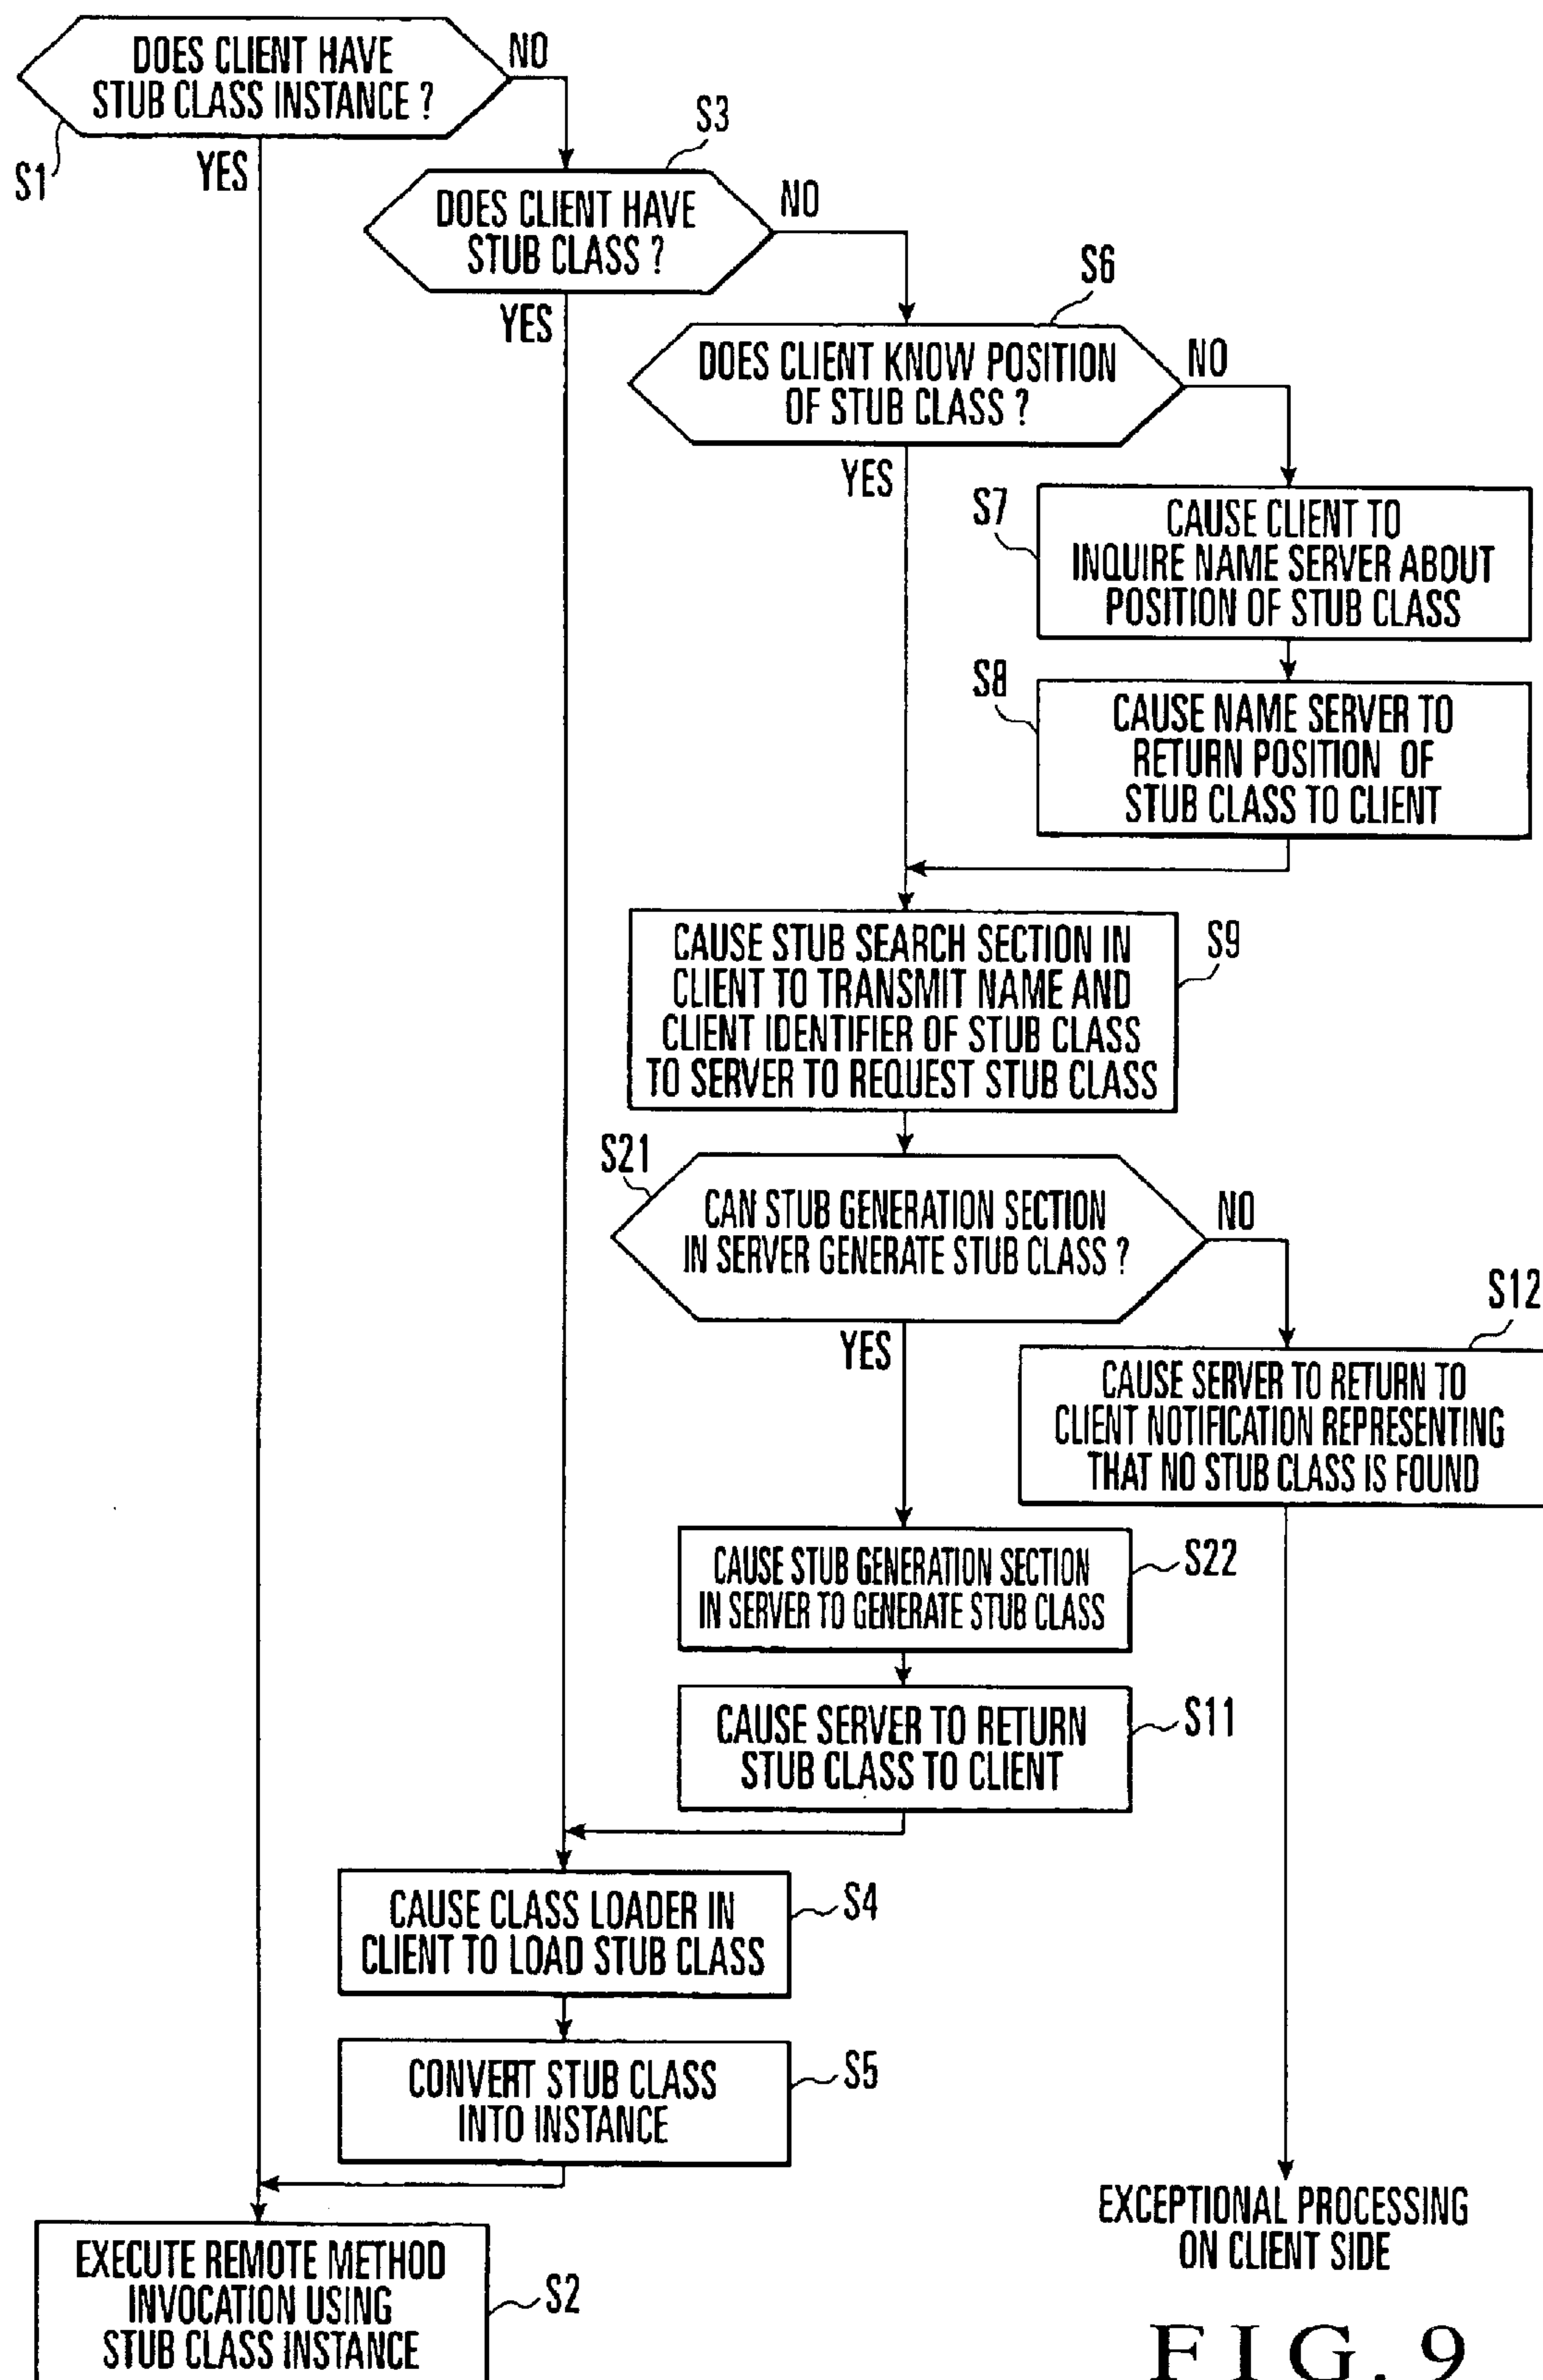 DOES CLIENT HAVE
STUB CLASS INSTANCE ?
NO
S1
YES
S3
DOES CLIENT HAVE
STUB CLASS ?
NO
YES
S6
DOES CLIENT KNOW POSITION
OF STUB CLASS ?
NO
YES
S7
CAUSE CLIENT TO
INQUIRE NAME SERVER ABOUT
POSITION OF STUB CLASS
S8
CAUSE NAME SERVER TO
RETURN POSITION OF
STUB CLASS TO CLIENT
S9
CAUSE STUB SEARCH SECTION IN
CLIENT TO TRANSMIT NAME AND
CLIENT IDENTIFIER OF STUB CLASS
TO SERVER TO REQUEST STUB CLASS
S21
CAN STUB GENERATION SECTION
IN SERVER GENERATE STUB CLASS ?
NO
YES
S12
CAUSE SERVER TO RETURN TO
CLIENT NOTIFICATION REPRESENTING
THAT NO STUB CLASS IS FOUND
CAUSE STUB GENERATION SECTION
IN SERVER TO GENERATE STUB CLASS
S22
CAUSE SERVER TO RETURN
STUB CLASS TO CLIENT
S11
CAUSE CLASS LOADER IN
CLIENT TO LOAD STUB CLASS
S4
CONVERT STUB CLASS
INTO INSTANCE
S5
EXCEPTIONAL PROCESSING
ON CLIENT SIDE
EXECUTE REMOTE METHOD
INVOCATION USING
STUB CLASS INSTANCE
S2
FIG. 9